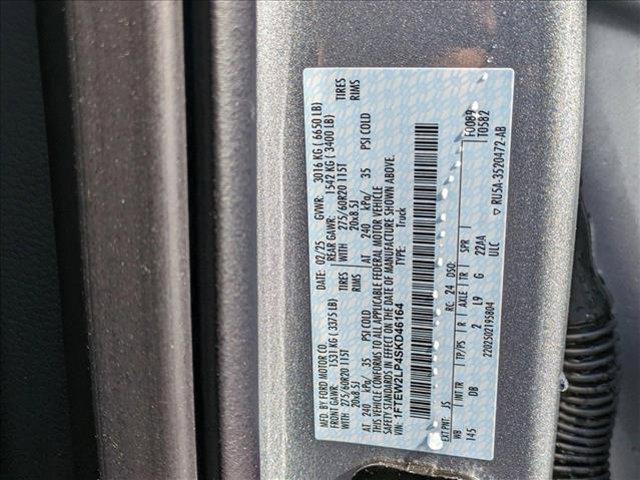 MFD. BY FORD MOTOR CO.
DATE: 02/25 GVWR: 3016 KG ( 6650 LB)
FRONT GAWR: 1531 KG ( 3375 LB) REAR GAWR: 1542 KG ( 3400 LB)
WITH 275/60R20 115T TIRES WITH 275/60R20 115T TIRES
20x8.5J RIMS 20x8.5J RIMS
AT 240 kPa/ 35 PSI COLD AT 240 kPa/ 35 PSI COLD
THIS VEHICLE CONFORMS TO ALL APPLICABLE FEDERAL MOTOR VEHICLE
SAFETY STANDARDS IN EFFECT ON THE DATE OF MANUFACTURE SHOWN ABOVE.
VIN: 1FTEW2LP4SKD46164 TYPE: Truck
F0089
T0582
EXT PNT: JS RC: 24 DSO:
WB INT TR TP/PS R AXLE TR SPR
145 DB 2 L9 G 22AA
ULC
2202502195804
▽ RU5A-3520472-AB